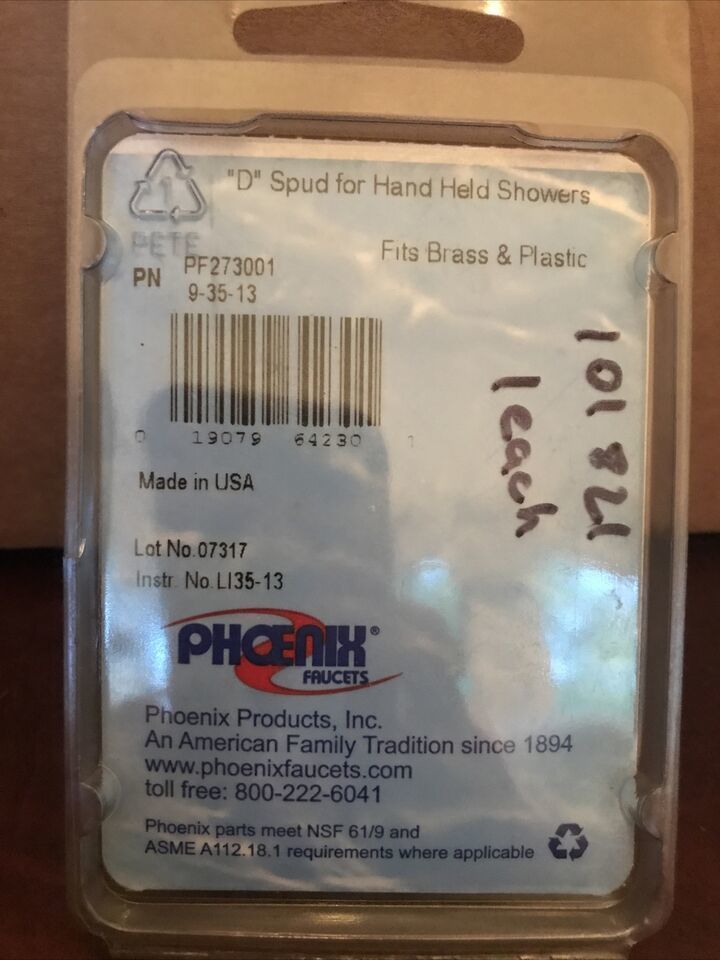 1
PETE
"D" Spud for Hand Held Showers
Fits Brass & Plastic
PN PF273001
9-35-13
0 19079 64230 1
Made in USA
Lot No.07317
Instr. No.LI35-13
PHOENIX®
FAUCETS
Phoenix Products, Inc.
An American Family Tradition since 1894
www.phoenixfaucets.com
toll free: 800-222-6041
Phoenix parts meet NSF 61/9 and
ASME A112.18.1 requirements where applicable
1 each